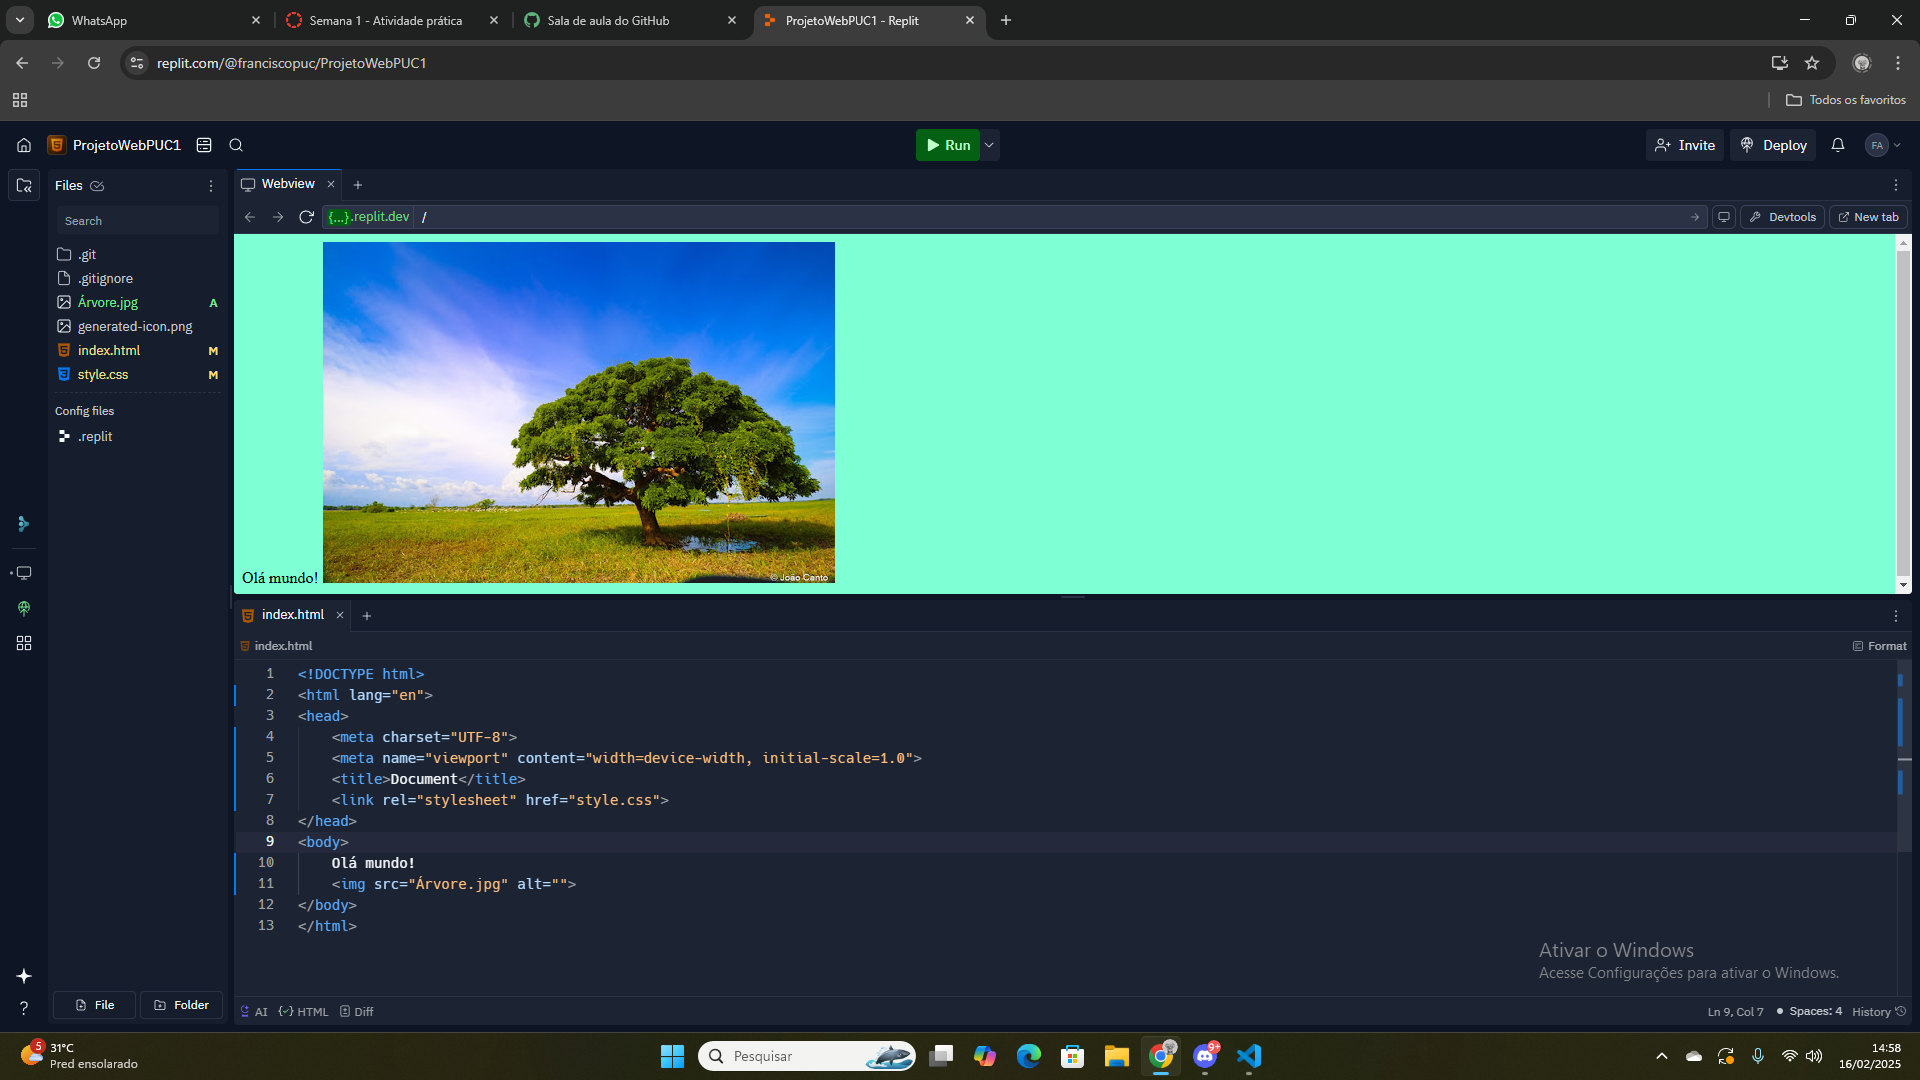 WhatsApp
Semana 1 - Atividade prática
Sala de aula do GitHub
ProjetoWebPUC1 - Replit
replit.com/@franciscopuc/ProjetoWebPUC1
Todos os favoritos
ProjetoWebPUC1
Run
Invite
Deploy
FA
Files
Search
.git
.gitignore
Árvore.jpg A
generated-icon.png
index.html M
style.css M
Config files
.replit
File
Folder
Webview
{...}.replit.dev /
Devtools
New tab
Olá mundo!
© João Canto
index.html
index.html
Format
1 <!DOCTYPE html>
2 <html lang="en">
3 <head>
4 <meta charset="UTF-8">
5 <meta name="viewport" content="width=device-width, initial-scale=1.0">
6 <title>Document</title>
7 <link rel="stylesheet" href="style.css">
8 </head>
9 <body>
10 Olá mundo!
11 <img src="Árvore.jpg" alt="">
12 </body>
13 </html>
Ativar o Windows
Acesse Configurações para ativar o Windows.
AI
HTML
Diff
Ln 9, Col 7
Spaces: 4
History
5
31°C
Pred ensolarado
Pesquisar
9+
14:58
16/02/2025